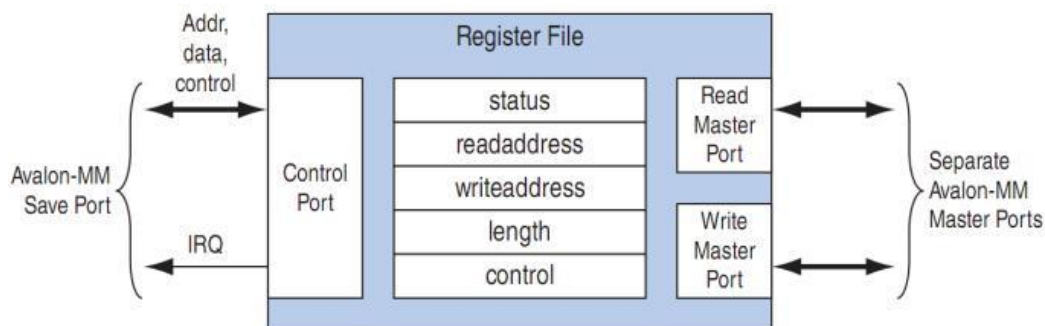 Addr,
data,
control
Avalon-MM
Save Port
IRQ
Register File
Control
Port
status
readaddress
writeaddress
length
control
Read
Master
Port
Write
Master
Port
Separate
Avalon-MM
Master Ports